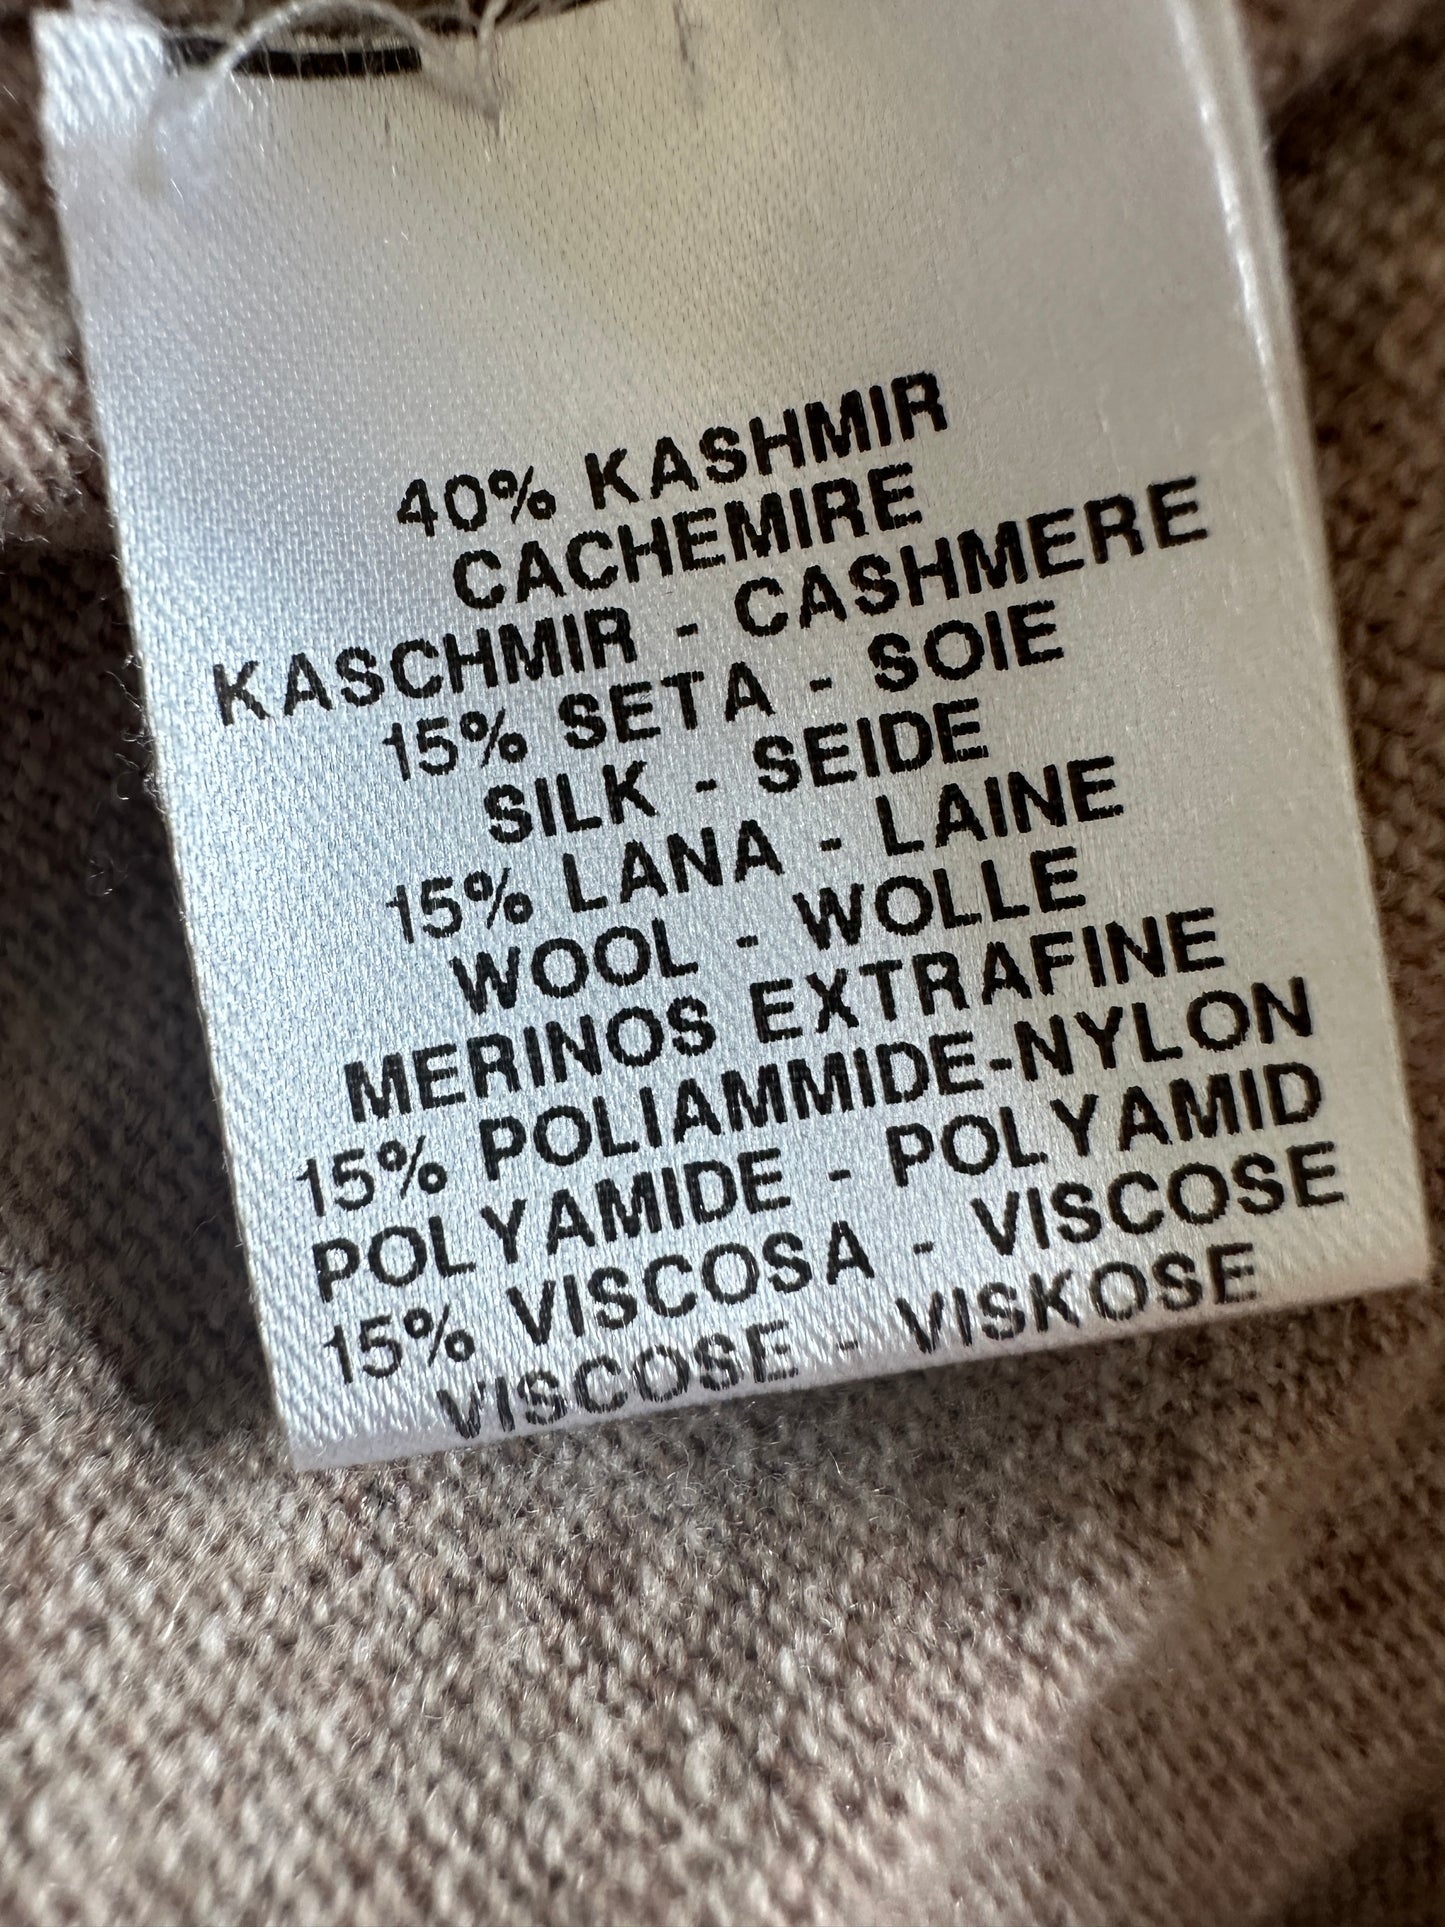 40% KASHMIR
CACHEMIRE
KASCHMIR - CASHMERE
15% SETA - SOIE
SILK - SEIDE
15% LANA - LAINE
WOOL - WOLLE
MERINOS EXTRAFINE
15% POLIAMMIDE-NYLON
POLYAMIDE - POLYAMID
15% VISCOSA - VISCOSE
VISCOSE - VISKOSE